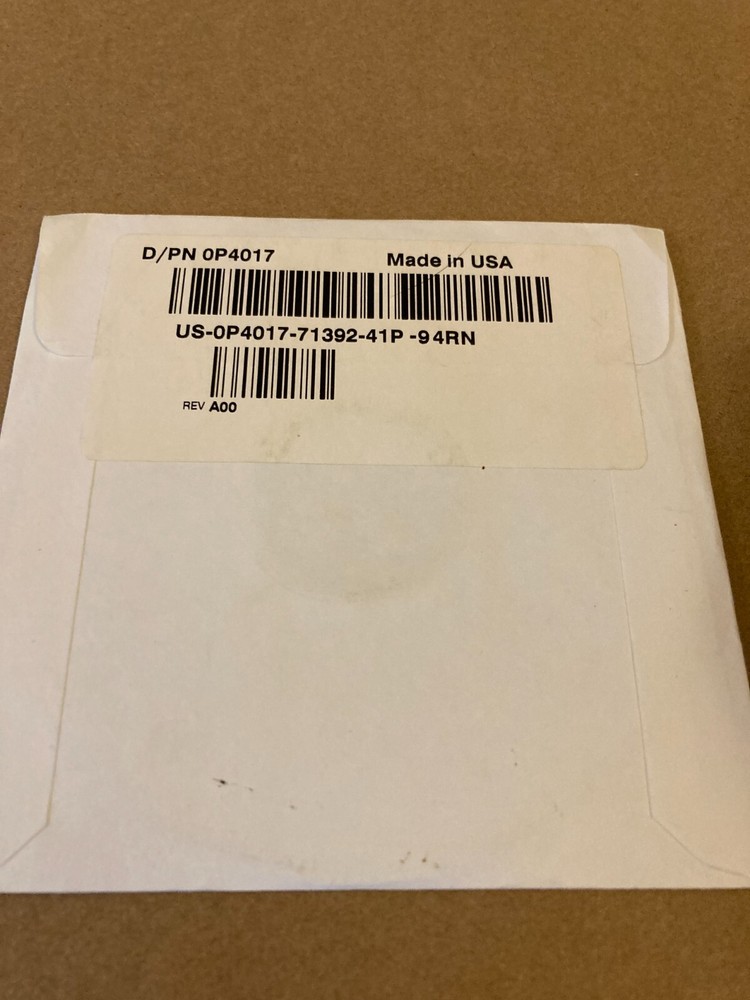 D/PN 0P4017 Made in USA
US-0P4017-71392-41P -94RN
REV A00